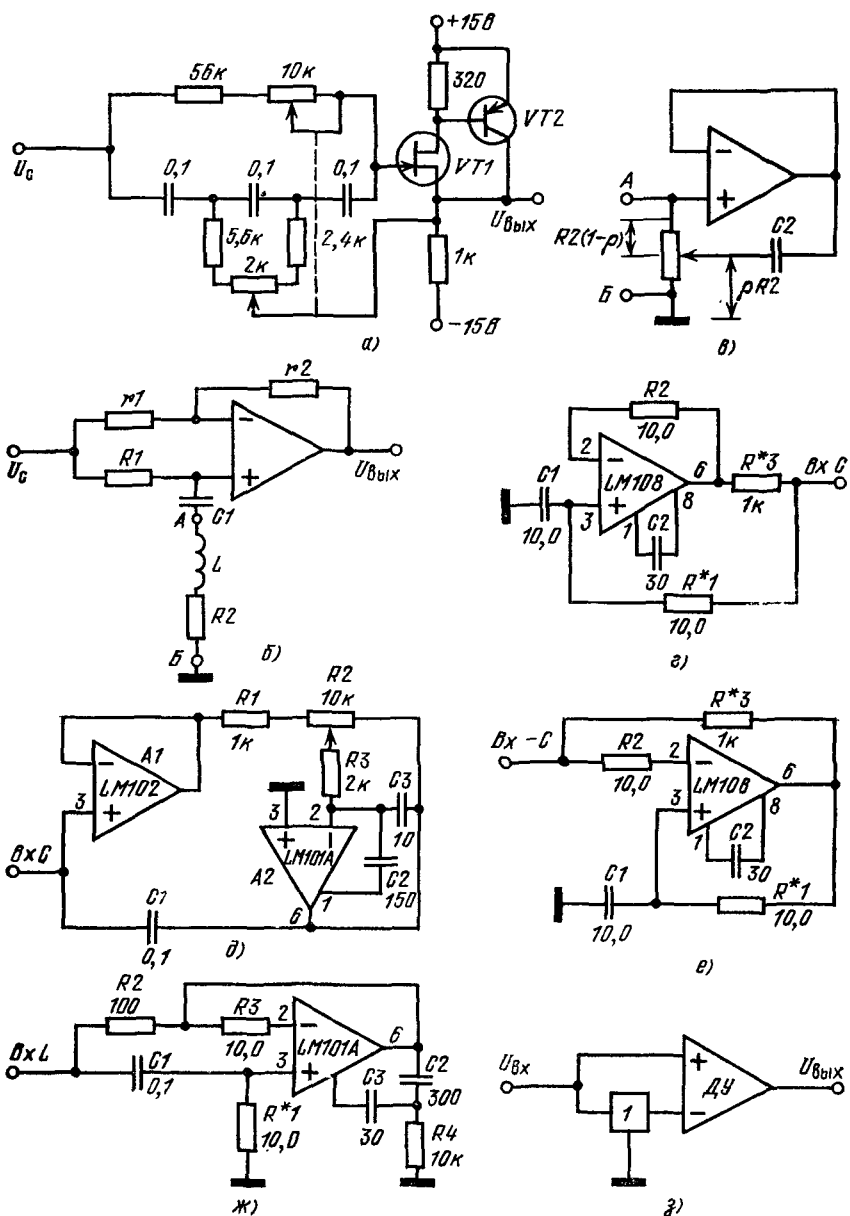 +15В
56к
10к
320
VT2
VT1
Uс
0,1
0,1
0,1
5,6к
2,4к
2к
Uвых
1к
−15В
а)
А
−
+
R2(1−ρ)
C2
ρR2
Б
в)
r1
r2
−
+
Uс
R1
Uвых
C1
А
L
R2
Б
б)
R2
10,0
2
−
6
R*3
1к
Вх C
LM108
C1
10,0
3
+
1
8
C2
30
R*1
10,0
г)
R1
1к
R2
10к
A1
−
LM102
3
+
R3
2к
C3
10
3
2
+
−
LM101A
A2
C2
150
6
1
Вх C
C1
0,1
д)
R*3
1к
Вх −C
R2
10,0
2
−
6
LM108
3
+
1
8
C2
30
C1
10,0
R*1
10,0
е)
R2
100
R3
10,0
2
−
6
LM101A
Вх L
C1
0,1
3
+
C2
300
C3
30
R*1
10,0
R4
10к
ж)
Uвх
+
ДУ
−
Uвых
1
з)